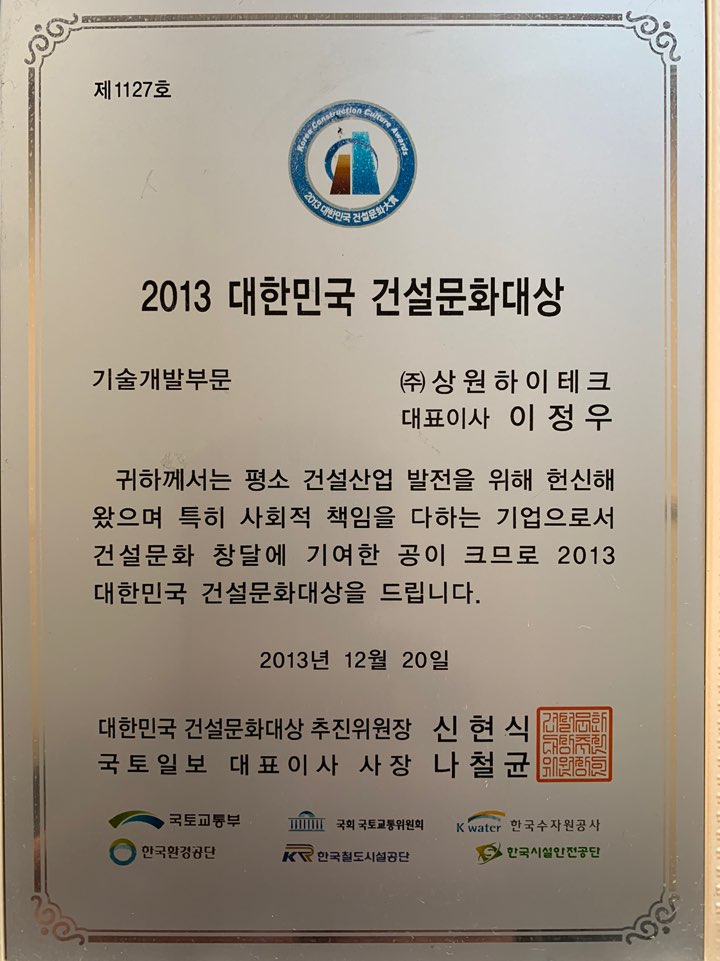 제1127호
Korea Construction Culture Awards
2013 대한민국 건설문화大賞
2013 대한민국 건설문화대상
기술개발부문
㈜상원하이테크
대표이사 이정우
귀하께서는 평소 건설산업 발전을 위해 헌신해
왔으며 특히 사회적 책임을 다하는 기업으로서
건설문화 창달에 기여한 공이 크므로 2013
대한민국 건설문화대상을 드립니다.
2013년 12월 20일
대한민국 건설문화대상 추진위원장 신현식
국토일보 대표이사 사장 나철균
국토교통부
국회 국토교통위원회
K water 한국수자원공사
한국환경공단
KR 한국철도시설공단
한국시설안전공단